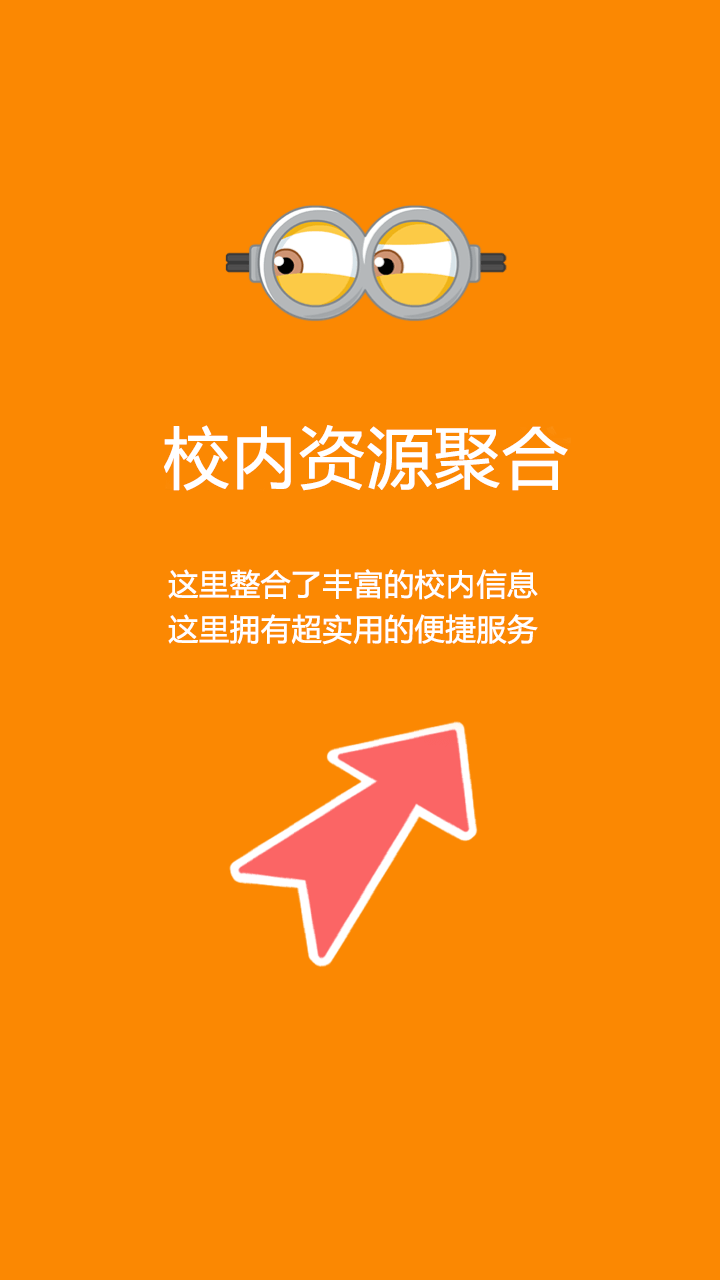 校内资源聚合
这里整合了丰富的校内信息
这里拥有超实用的便捷服务